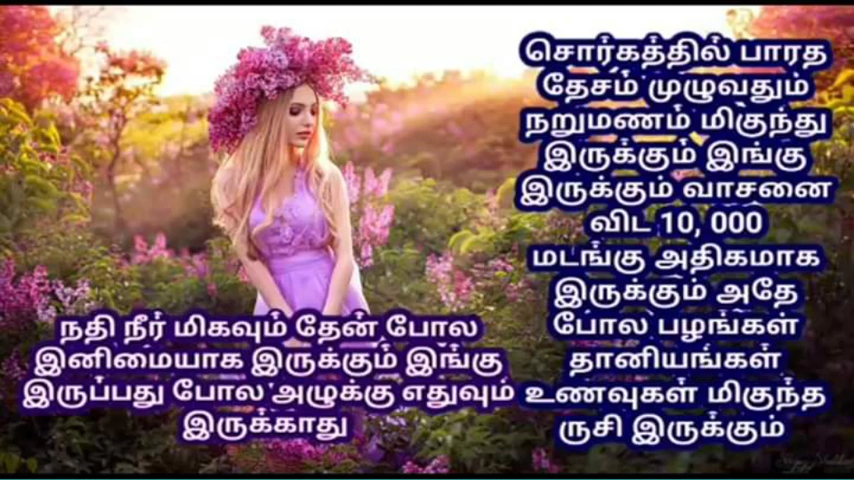 சொர்கத்தில் பாரத
தேசம் முழுவதும்
நறுமணம் மிகுந்து
இருக்கும் இங்கு
இருக்கும் வாசனை
விட 10, 000
மடங்கு அதிகமாக
இருக்கும் அதே
போல பழங்கள்
தானியங்கள்
உணவுகள் மிகுந்த
ருசி இருக்கும்
நதி நீர் மிகவும் தேன் போல
இனிமையாக இருக்கும் இங்கு
இருப்பது போல அழுக்கு எதுவும்
இருக்காது